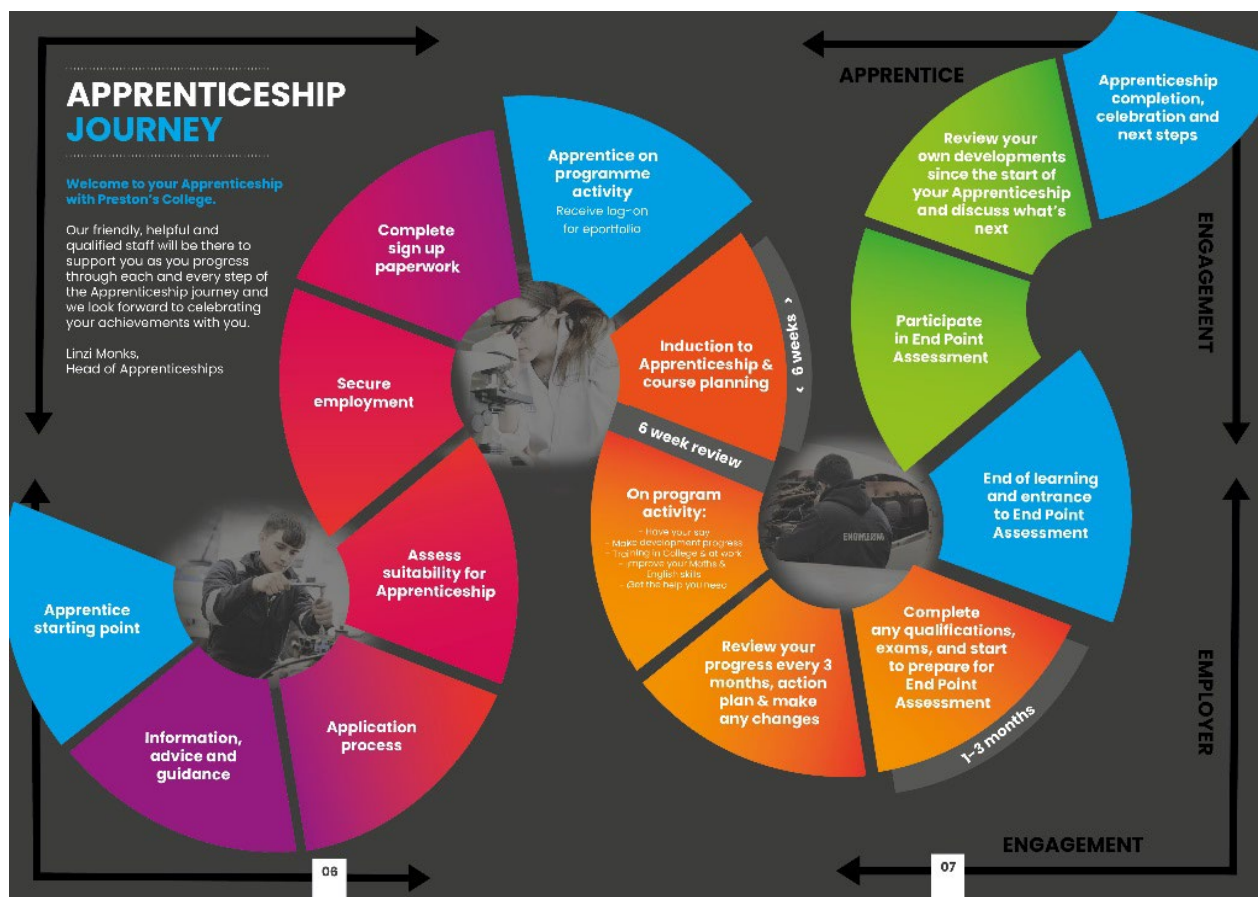 APPRENTICESHIP
JOURNEY
Welcome to your Apprenticeship
with Preston's College.
Our friendly, helpful and
qualified staff will be there to
support you as you progress
through each and every step of
the Apprenticeship journey and
we look forward to celebrating
your achievements with you.
Linzi Monks,
Head of Apprenticeships
Apprentice
starting point
Information,
advice and
guidance
Application
process
Assess
suitability for
Apprenticeship
Secure
employment
Complete
sign up
paperwork
Apprentice on
programme
activity
Receive log-on
for eportfolio
Induction to
Apprenticeship &
course planning
< 6 weeks >
6 week review
On program
activity:
- Have your say
- Make development progress
- Training in College & at work
- Improve your Maths &
English skills
- Get the help you need
Review your
progress every 3
months, action
plan & make
any changes
Complete
any qualifications,
exams, and start
to prepare for
End Point
Assessment
1-3 months
End of learning
and entrance
to End Point
Assessment
Participate
in End Point
Assessment
Review your
own developments
since the start of
your Apprenticeship
and discuss what's
next
Apprenticeship
completion,
celebration and
next steps
APPRENTICE
ENGAGEMENT
EMPLOYER
ENGAGEMENT
ENGINEERING
06
07